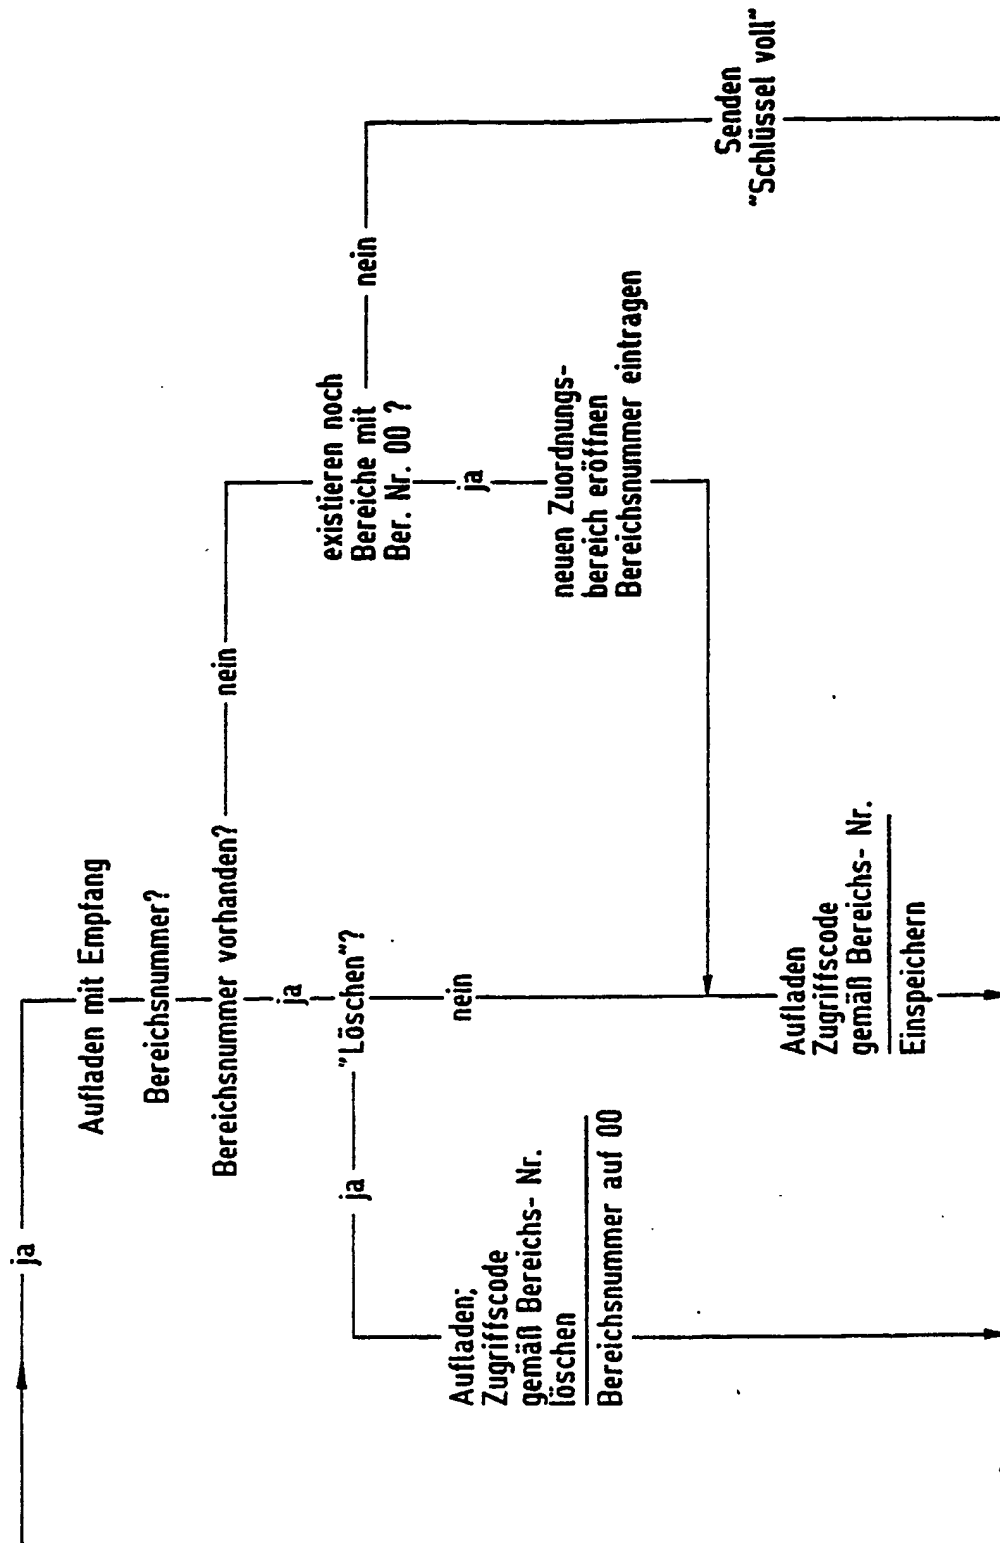 ja
Aufladen mit Empfang
Bereichsnummer?
Bereichsnummer vorhanden?
nein
ja
existieren noch
Bereiche mit
Ber. Nr. 00 ?
nein
ja
"Löschen"?
ja
nein
neuen Zuordnungs-
bereich eröffnen
Bereichsnummer eintragen
Senden
"Schlüssel voll"
Aufladen;
Zugriffscode
gemäß Bereichs- Nr.
löschen
Bereichsnummer auf 00
Aufladen
Zugriffscode
gemäß Bereichs- Nr.
Einspeichern